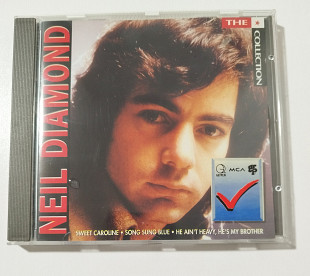 NEIL DIAMOND
THE
COLLECTION
MCA
SWEET CAROLINE • SONG SUNG BLUE • HE AIN'T HEAVY, HE'S MY BROTHER